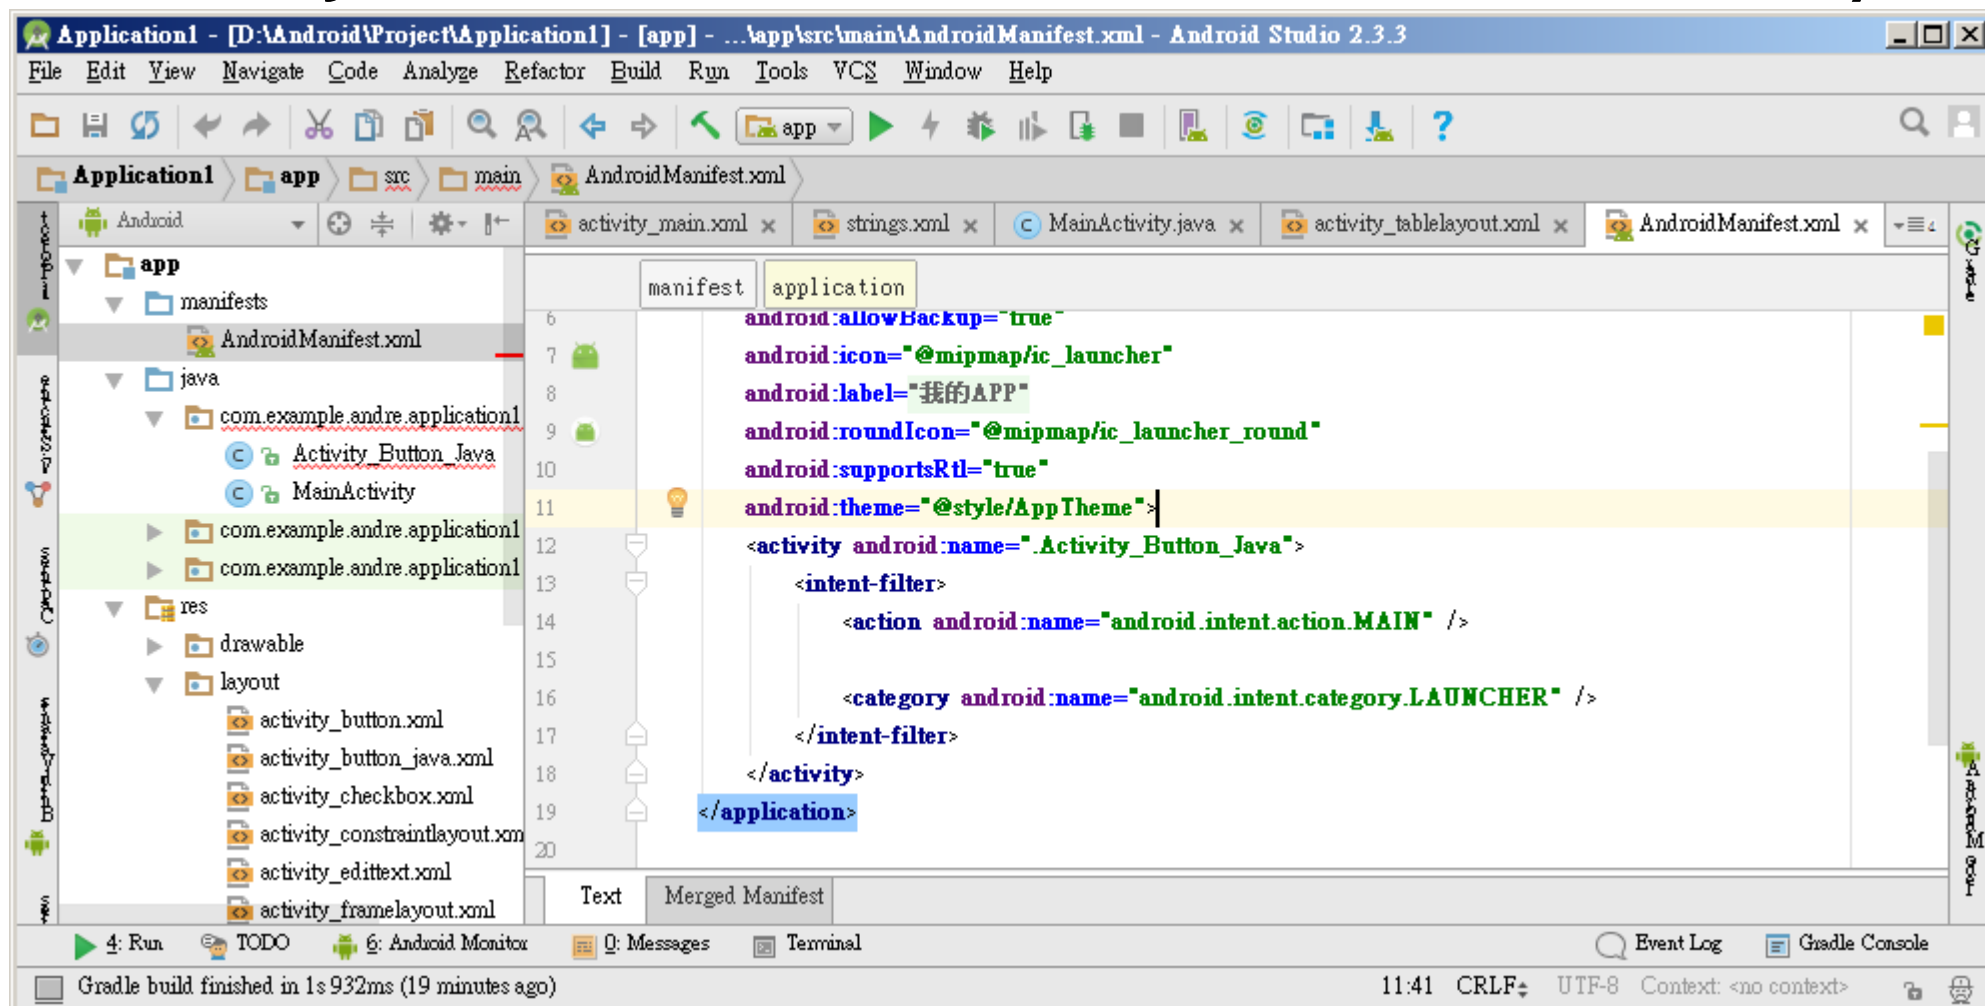 Application1 - [D:\Android\Project\Application1] - [app] - ...\app\src\main\AndroidManifest.xml - Android Studio 2.3.3
File Edit View Navigate Code Analyze Refactor Build Run Tools VCS Window Help
app
Application1 app src main AndroidManifest.xml
Android
activity_main.xml strings.xml MainActivity.java activity_tablelayout.xml AndroidManifest.xml
app
manifests
AndroidManifest.xml
java
com.example.andre.application1
Activity_Button_Java
MainActivity
com.example.andre.application1
com.example.andre.application1
res
drawable
layout
activity_button.xml
activity_button_java.xml
activity_checkbox.xml
activity_constraintlayout.xm
activity_edittext.xml
activity_framelayout.xml
manifest application
6 android:allowBackup="true"
7 android:icon="@mipmap/ic_launcher"
8 android:label="我的APP"
9 android:roundIcon="@mipmap/ic_launcher_round"
10 android:supportsRtl="true"
11 android:theme="@style/AppTheme">
12 <activity android:name=".Activity_Button_Java">
13 <intent-filter>
14 <action android:name="android.intent.action.MAIN" />
15
16 <category android:name="android.intent.category.LAUNCHER" />
17 </intent-filter>
18 </activity>
19 </application>
20
Text Merged Manifest
4: Run TODO 6: Android Monitor 0: Messages Terminal Event Log Gradle Console
Gradle build finished in 1s 932ms (19 minutes ago) 11:41 CRLF UTF-8 Context: <no context>